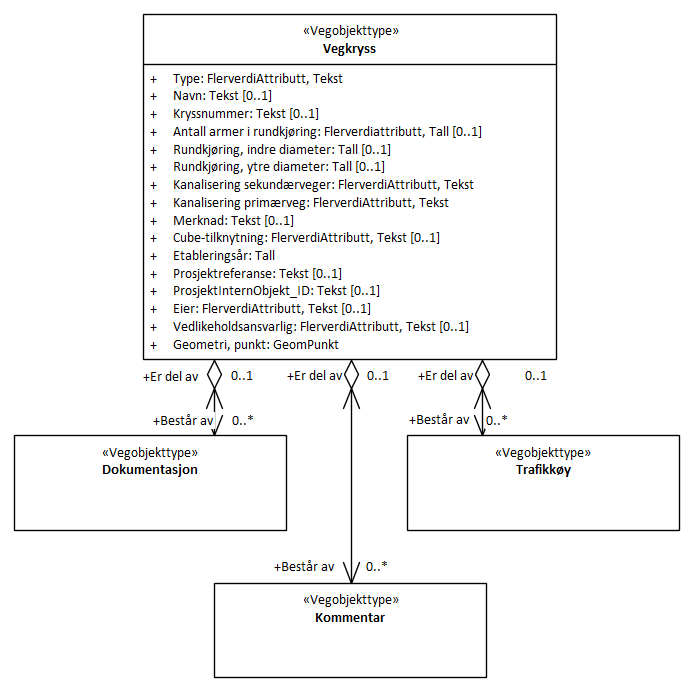 «Vegobjekttype»
Vegkryss
+ Type: FlerverdiAttributt, Tekst
+ Navn: Tekst [0..1]
+ Kryssnummer: Tekst [0..1]
+ Antall armer i rundkjøring: Flerverdiattributt, Tall [0..1]
+ Rundkjøring, indre diameter: Tall [0..1]
+ Rundkjøring, ytre diameter: Tall [0..1]
+ Kanalisering sekundærveger: FlerverdiAttributt, Tekst
+ Kanalisering primærveg: FlerverdiAttributt, Tekst
+ Merknad: Tekst [0..1]
+ Cube-tilknytning: FlerverdiAttributt, Tekst [0..1]
+ Etableringsår: Tall
+ Prosjektreferanse: Tekst [0..1]
+ ProsjektInternObjekt_ID: Tekst [0..1]
+ Eier: FlerverdiAttributt, Tekst [0..1]
+ Vedlikeholdsansvarlig: FlerverdiAttributt, Tekst [0..1]
+ Geometri, punkt: GeomPunkt
+Er del av 0..1 +Er del av 0..1 +Er del av 0..1
+Består av 0..* +Består av 0..*
«Vegobjekttype»
Dokumentasjon
«Vegobjekttype»
Trafikkøy
+Består av 0..*
«Vegobjekttype»
Kommentar